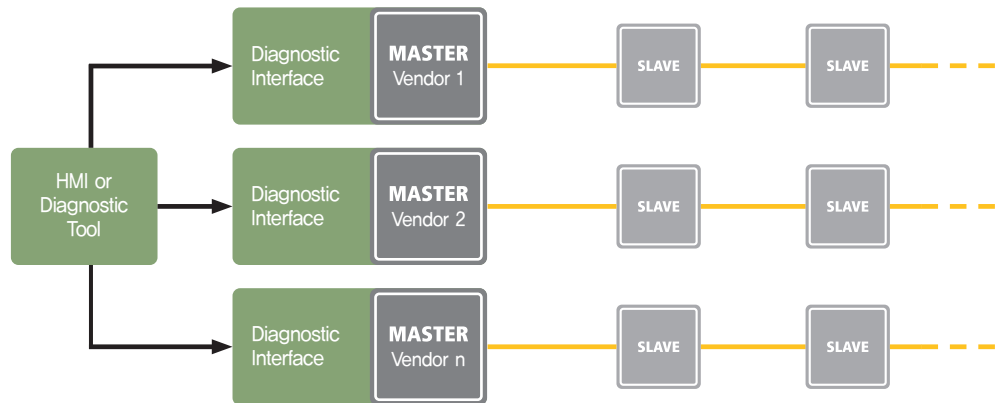 Diagnostic
Interface
MASTER
Vendor 1
SLAVE
SLAVE
HMI or
Diagnostic
Tool
Diagnostic
Interface
MASTER
Vendor 2
SLAVE
SLAVE
Diagnostic
Interface
MASTER
Vendor n
SLAVE
SLAVE